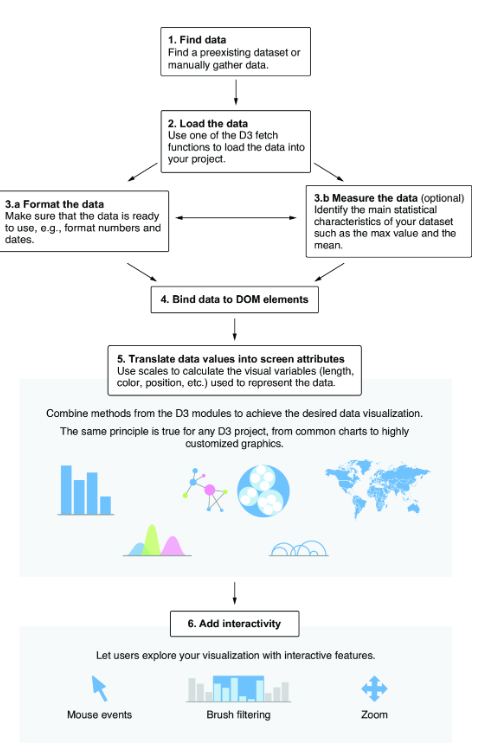 1. Find data
Find a preexisting dataset or
manually gather data.
2. Load the data
Use one of the D3 fetch
functions to load the data into
your project.
3.a Format the data
Make sure that the data is ready
to use, e.g., format numbers and
dates.
3.b Measure the data (optional)
Identify the main statistical
characteristics of your dataset
such as the max value and the
mean.
4. Bind data to DOM elements
5. Translate data values into screen attributes
Use scales to calculate the visual variables (length,
color, position, etc.) used to represent the data.
Combine methods from the D3 modules to achieve the desired data visualization.
The same principle is true for any D3 project, from common charts to highly
customized graphics.
6. Add interactivity
Let users explore your visualization with interactive features.
Mouse events
Brush filtering
Zoom